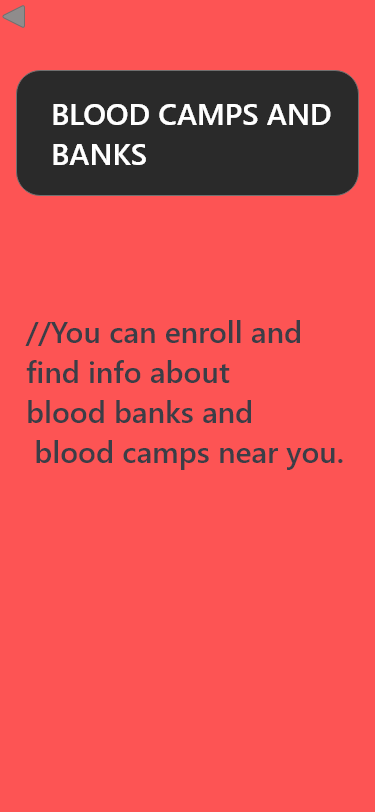 BLOOD CAMPS AND
BANKS
//You can enroll and
find info about
blood banks and
blood camps near you.